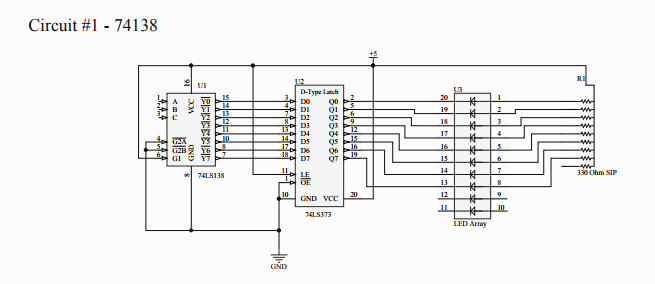 Circuit #1 - 74138
+5
R1
U1
16
VCC
1 A Y0 15
2 B Y1 14
3 C Y2 13
Y3 12
Y4 11
4 G2A Y5 10
5 G2B Y6 9
6 G1 Y7 7
GND
8
74LS138
U2
D-Type Latch
3 D0 Q0 2
4 D1 Q1 5
7 D2 Q2 6
8 D3 Q3 9
13 D4 Q4 12
14 D5 Q5 15
17 D6 Q6 16
18 D7 Q7 19
11 LE
1 OE
10 GND VCC 20
74LS373
U3
20 1
19 2
18 3
17 4
16 5
15 6
14 7
13 8
12 9
11 10
LED Array
330 Ohm SIP
GND